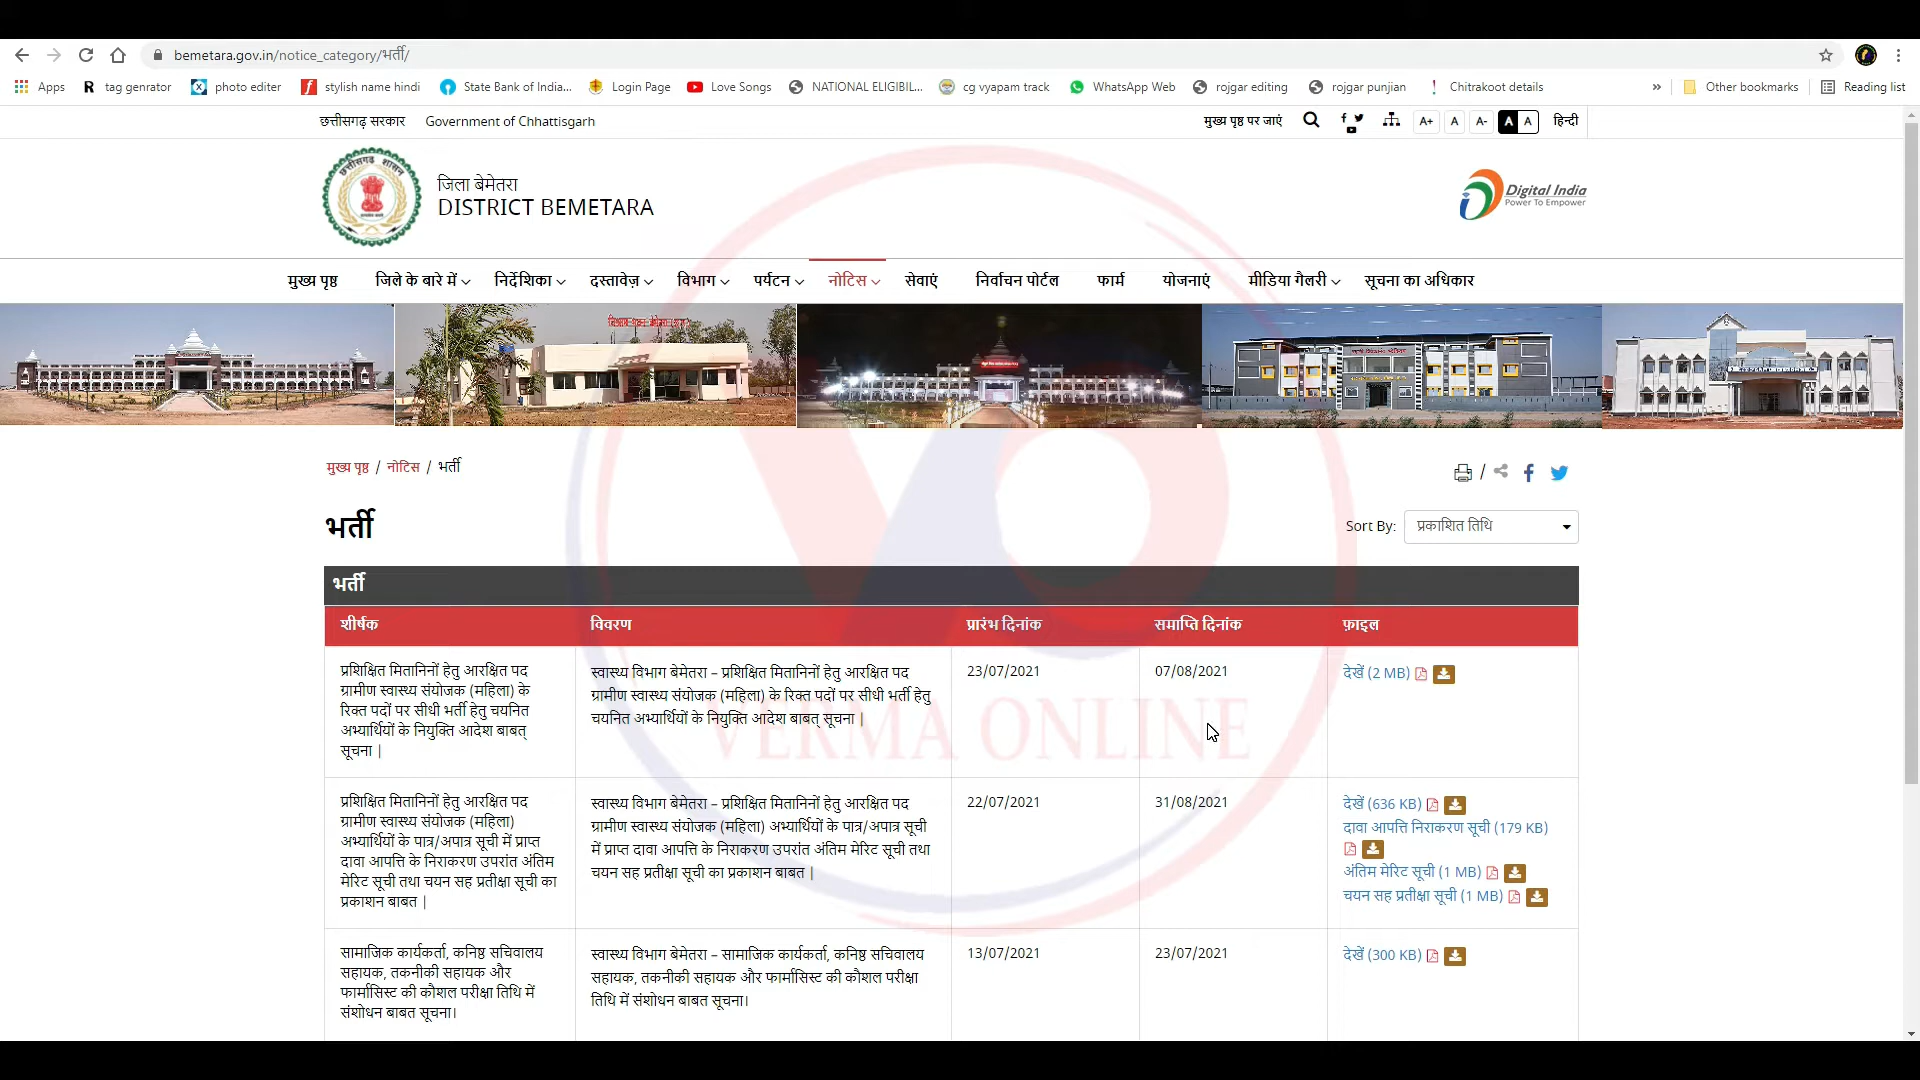 bemetara.gov.in/notice_category/भर्ती/
Apps tag genrator photo editer stylish name hindi State Bank of India... Login Page Love Songs NATIONAL ELIGIBIL... cg vyapam track WhatsApp Web rojgar editing rojgar punjian Chitrakoot details » Other bookmarks Reading list
छत्तीसगढ़ सरकार Government of Chhattisgarh मुख्य पृष्ठ पर जाएं A+ A A- A A हिन्दी
छत्तीसगढ़ शासन
जिला बेमेतरा
DISTRICT BEMETARA
Digital India
Power To Empower
मुख्य पृष्ठ जिले के बारे में निर्देशिका दस्तावेज़ विभाग पर्यटन नोटिस सेवाएं निर्वाचन पोर्टल फार्म योजनाएं मीडिया गैलरी सूचना का अधिकार
मुख्य पृष्ठ / नोटिस / भर्ती
भर्ती
Sort By: प्रकाशित तिथि
भर्ती
शीर्षक विवरण प्रारंभ दिनांक समाप्ति दिनांक फ़ाइल
प्रशिक्षित मितानिनों हेतु आरक्षित पद
ग्रामीण स्वास्थ्य संयोजक (महिला) के
रिक्त पदों पर सीधी भर्ती हेतु चयनित
अभ्यार्थियों के नियुक्ति आदेश बाबत्
सूचना |
स्वास्थ्य विभाग बेमेतरा – प्रशिक्षित मितानिनों हेतु आरक्षित पद
ग्रामीण स्वास्थ्य संयोजक (महिला) के रिक्त पदों पर सीधी भर्ती हेतु
चयनित अभ्यार्थियों के नियुक्ति आदेश बाबत् सूचना |
23/07/2021
07/08/2021
देखें (2 MB)
VERMA ONLINE
प्रशिक्षित मितानिनों हेतु आरक्षित पद
ग्रामीण स्वास्थ्य संयोजक (महिला)
अभ्यार्थियों के पात्र/अपात्र सूची में प्राप्त
दावा आपत्ति के निराकरण उपरांत अंतिम
मेरिट सूची तथा चयन सह प्रतीक्षा सूची का
प्रकाशन बाबत |
स्वास्थ्य विभाग बेमेतरा – प्रशिक्षित मितानिनों हेतु आरक्षित पद
ग्रामीण स्वास्थ्य संयोजक (महिला) अभ्यार्थियों के पात्र/अपात्र सूची
में प्राप्त दावा आपत्ति के निराकरण उपरांत अंतिम मेरिट सूची तथा
चयन सह प्रतीक्षा सूची का प्रकाशन बाबत |
22/07/2021
31/08/2021
देखें (636 KB)
दावा आपत्ति निराकरण सूची (179 KB)
अंतिम मेरिट सूची (1 MB)
चयन सह प्रतीक्षा सूची (1 MB)
सामाजिक कार्यकर्ता, कनिष्ठ सचिवालय
सहायक, तकनीकी सहायक और
फार्मासिस्ट की कौशल परीक्षा तिथि में
संशोधन बाबत सूचना।
स्वास्थ्य विभाग बेमेतरा – सामाजिक कार्यकर्ता, कनिष्ठ सचिवालय
सहायक, तकनीकी सहायक और फार्मासिस्ट की कौशल परीक्षा
तिथि में संशोधन बाबत सूचना।
13/07/2021
23/07/2021
देखें (300 KB)